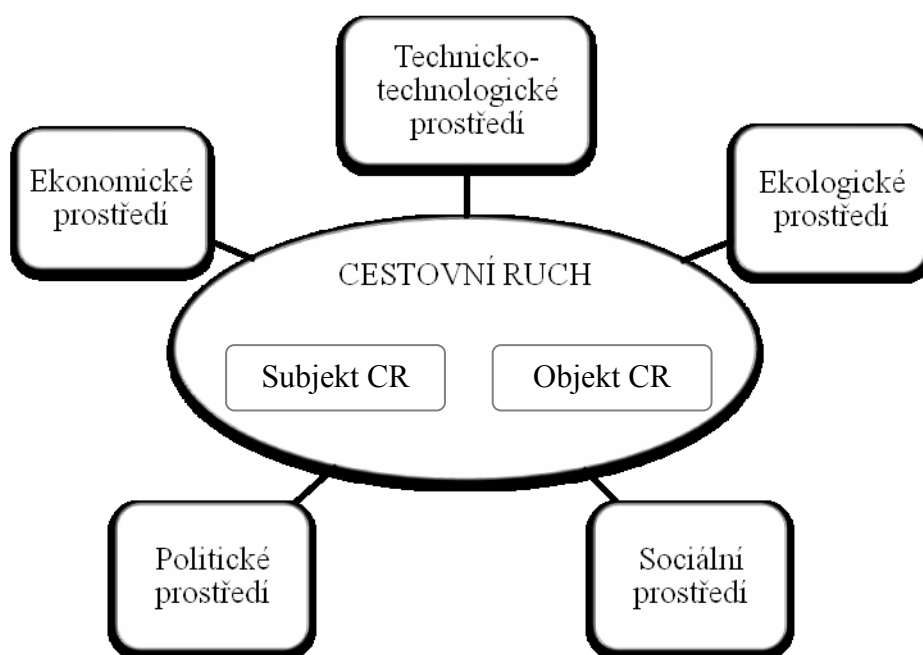 Technicko-
technologické
prostředí
Ekonomické
prostředí
Ekologické
prostředí
CESTOVNÍ RUCH
Subjekt CR
Objekt CR
Politické
prostředí
Sociální
prostředí